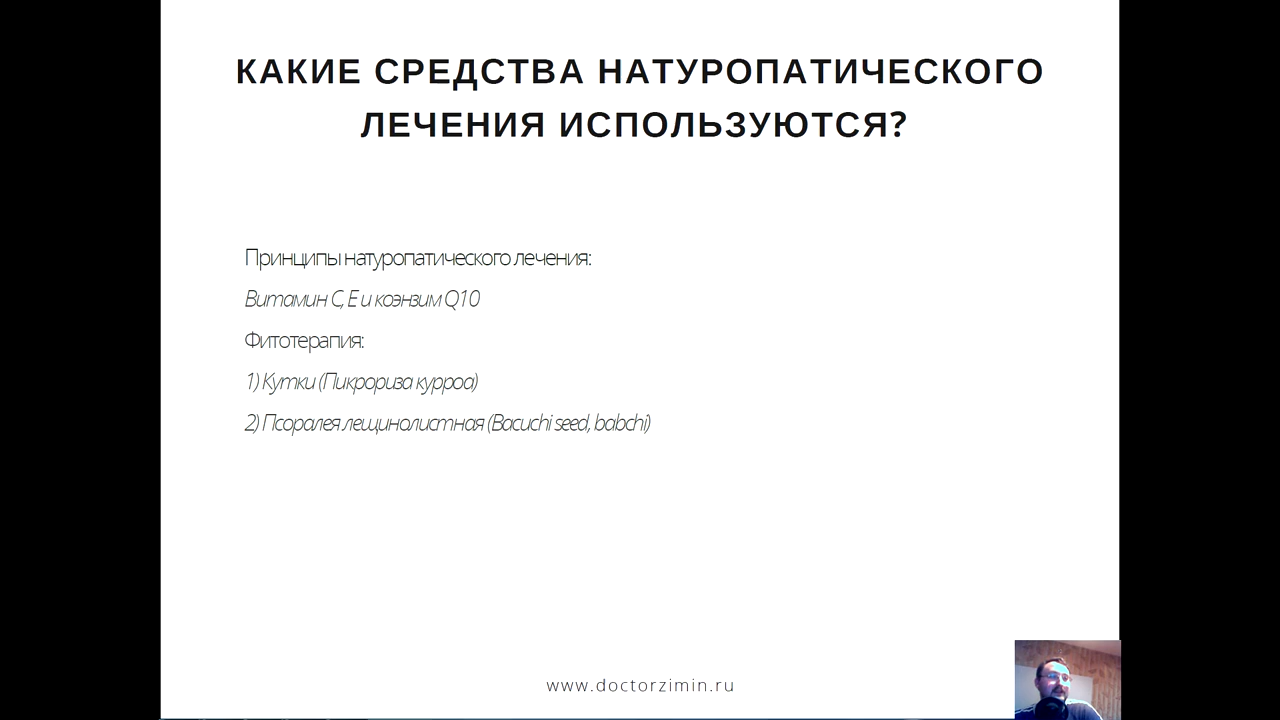 КАКИЕ СРЕДСТВА НАТУРОПАТИЧЕСКОГО
ЛЕЧЕНИЯ ИСПОЛЬЗУЮТСЯ?
Принципы натуропатического лечения:
Витамин С, Е и коэнзим Q10
Фитотерапия:
1) Кутки (Пикрориза курроа)
2) Псоралея лещинолистная (Bacuchi seed, babchi)
www.doctorzimin.ru